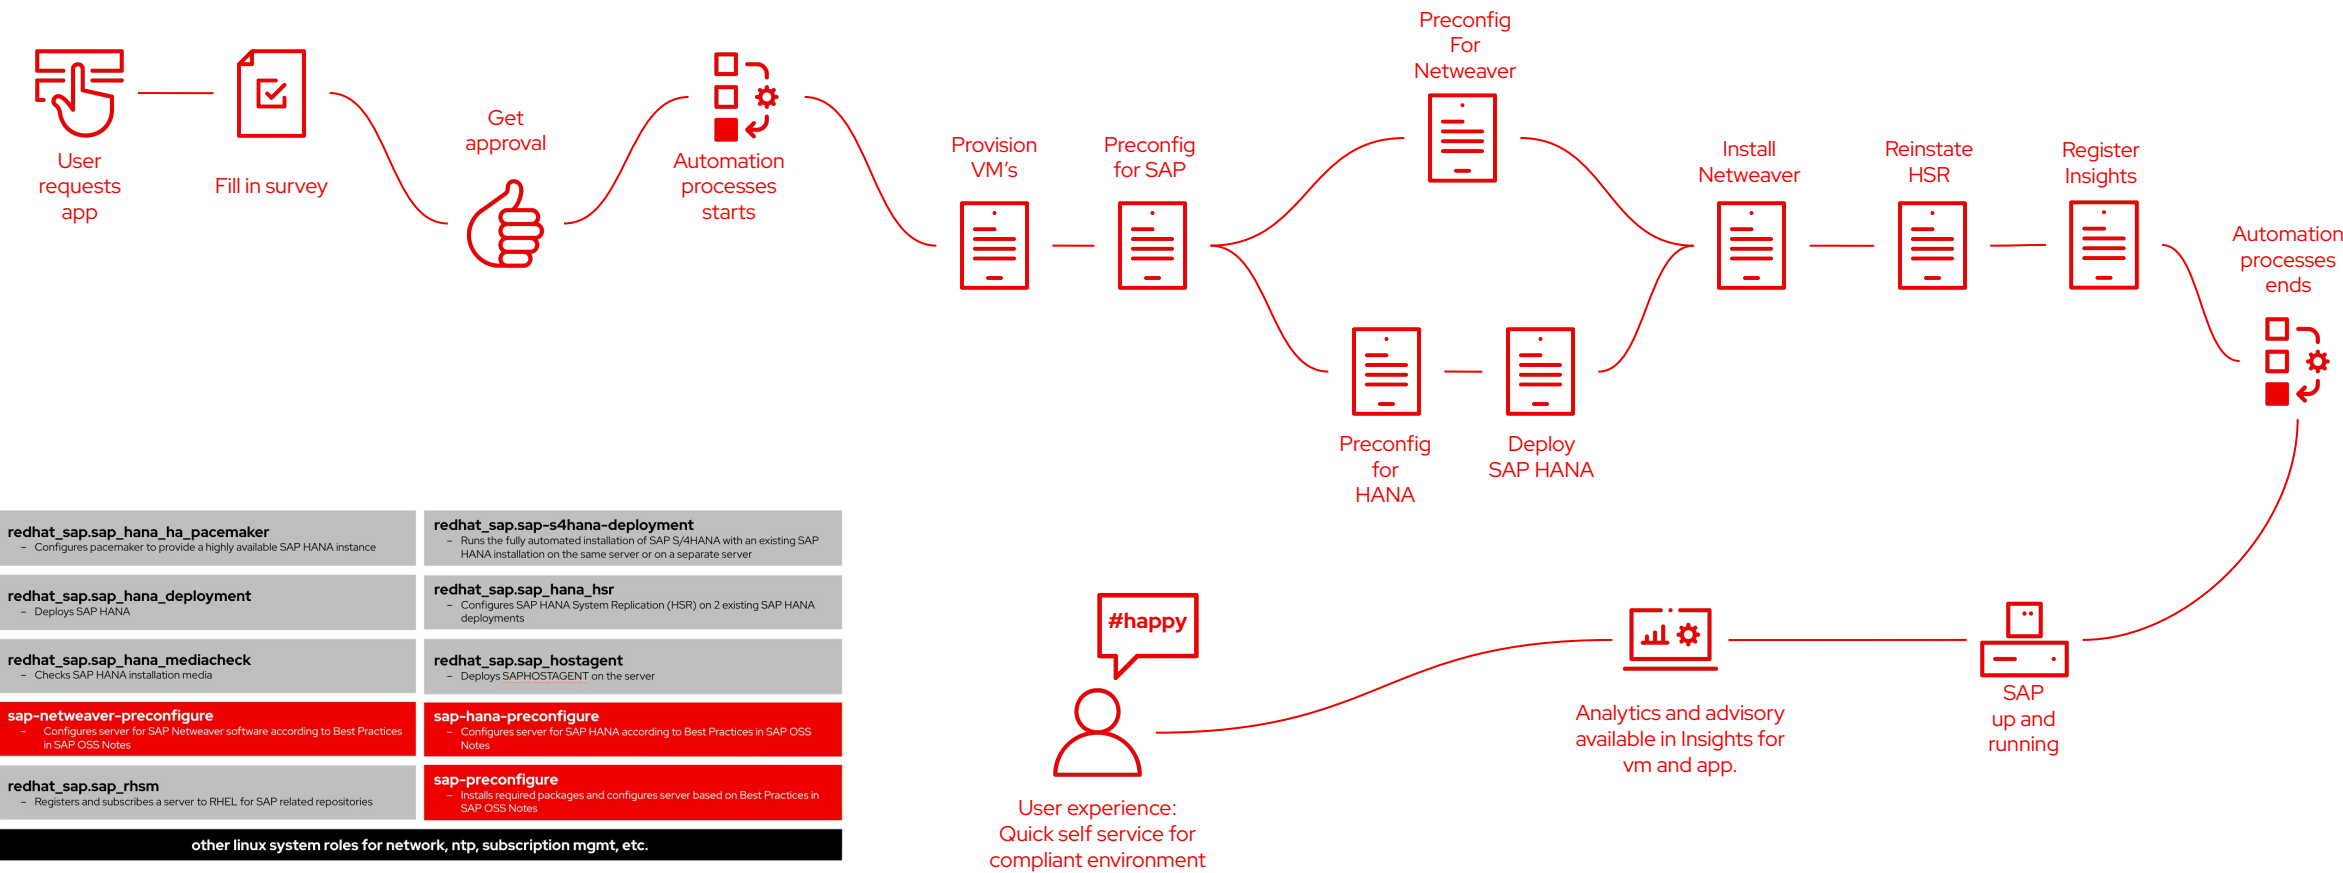 User
requests
app
Fill in survey
Get
approval
Automation
processes
starts
Provision
VM's
Preconfig
for SAP
Preconfig
For
Netweaver
Preconfig
for
HANA
Deploy
SAP HANA
Install
Netweaver
Reinstate
HSR
Register
Insights
Automation
processes
ends
SAP
up and
running
Analytics and advisory
available in Insights for
vm and app.
#happy
User experience:
Quick self service for
compliant environment
redhat_sap.sap_hana_ha_pacemaker
– Configures pacemaker to provide a highly available SAP HANA instance
redhat_sap.sap-s4hana-deployment
– Runs the fully automated installation of SAP S/4HANA with an existing SAP
HANA installation on the same server or on a separate server
redhat_sap.sap_hana_deployment
– Deploys SAP HANA
redhat_sap.sap_hana_hsr
– Configures SAP HANA System Replication (HSR) on 2 existing SAP HANA
deployments
redhat_sap.sap_hana_mediacheck
– Checks SAP HANA installation media
redhat_sap.sap_hostagent
– Deploys SAPHOSTAGENT on the server
sap-netweaver-preconfigure
– Configures server for SAP Netweaver software according to Best Practices
in SAP OSS Notes
sap-hana-preconfigure
– Configures server for SAP HANA according to Best Practices in SAP OSS
Notes
redhat_sap.sap_rhsm
– Registers and subscribes a server to RHEL for SAP related repositories
sap-preconfigure
– Installs required packages and configures server based on Best Practices in
SAP OSS Notes
other linux system roles for network, ntp, subscription mgmt, etc.